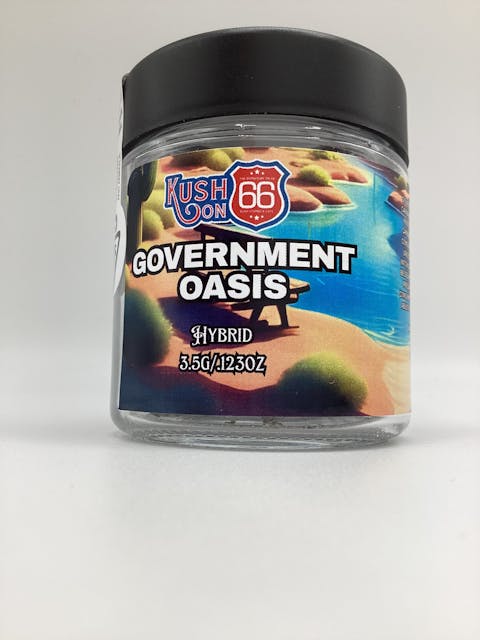 KUSH
ON
66
GOVERNMENT
OASIS
HYBRID
3.5G/.123OZ